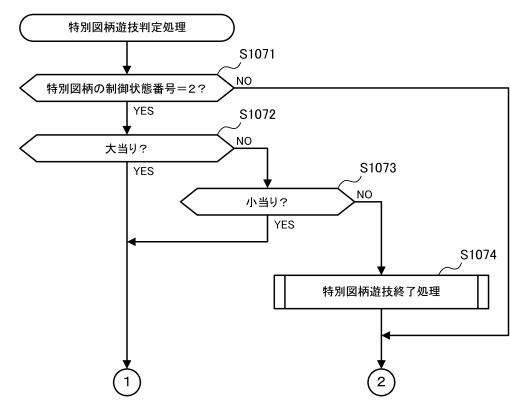 特別図柄遊技判定処理
S1071
特別図柄の制御状態番号=2?
NO
YES
S1072
大当り?
NO
YES
S1073
小当り?
NO
YES
S1074
特別図柄遊技終了処理
1
2